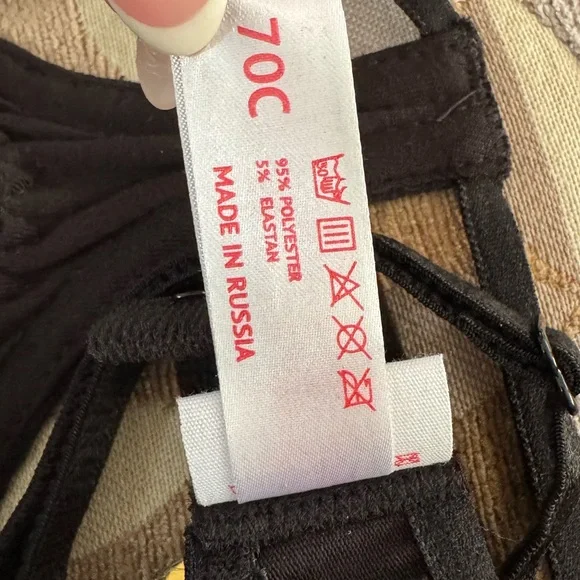 70C
95% POLYESTER
5% ELASTAN
MADE IN RUSSIA